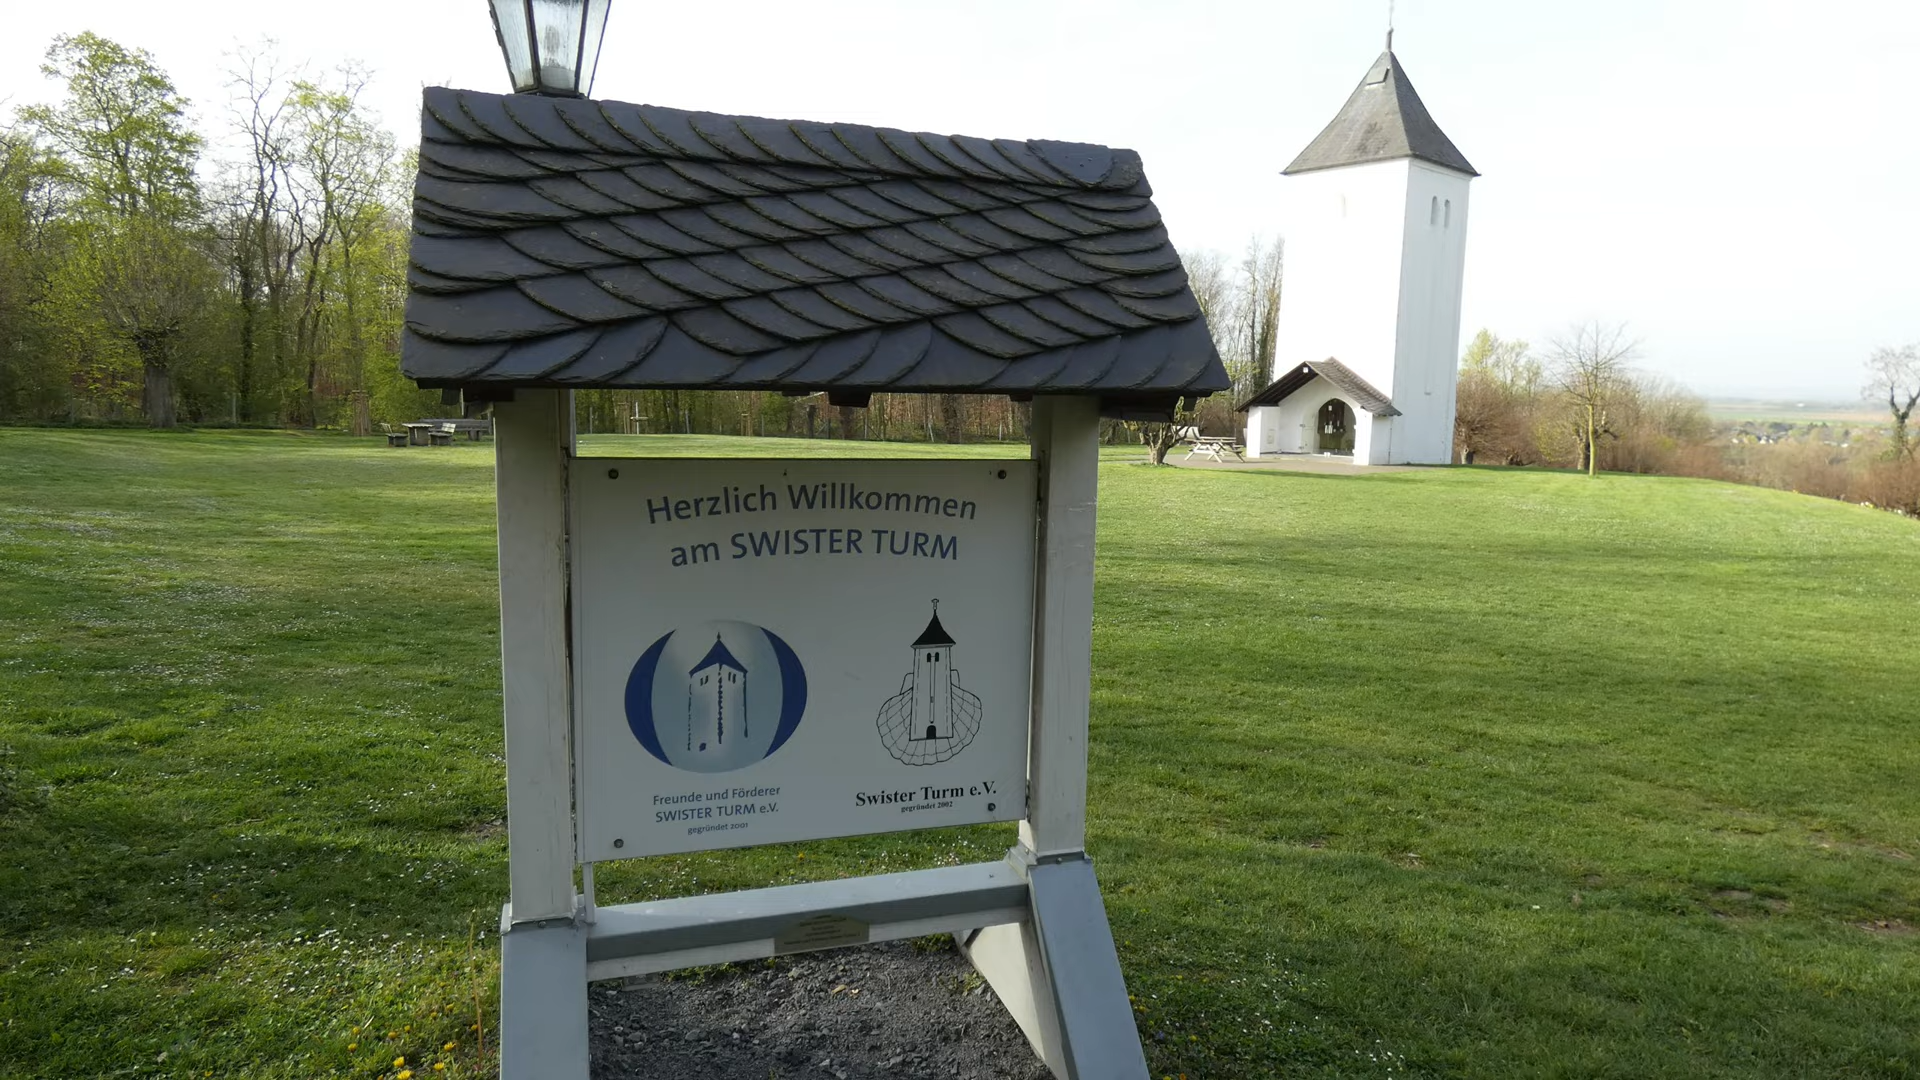 Herzlich Willkommen
am SWISTER TURM
Freunde und Förderer
SWISTER TURM e.V.
gegründet 2001
Swister Turm e.V.
gegründet 2002